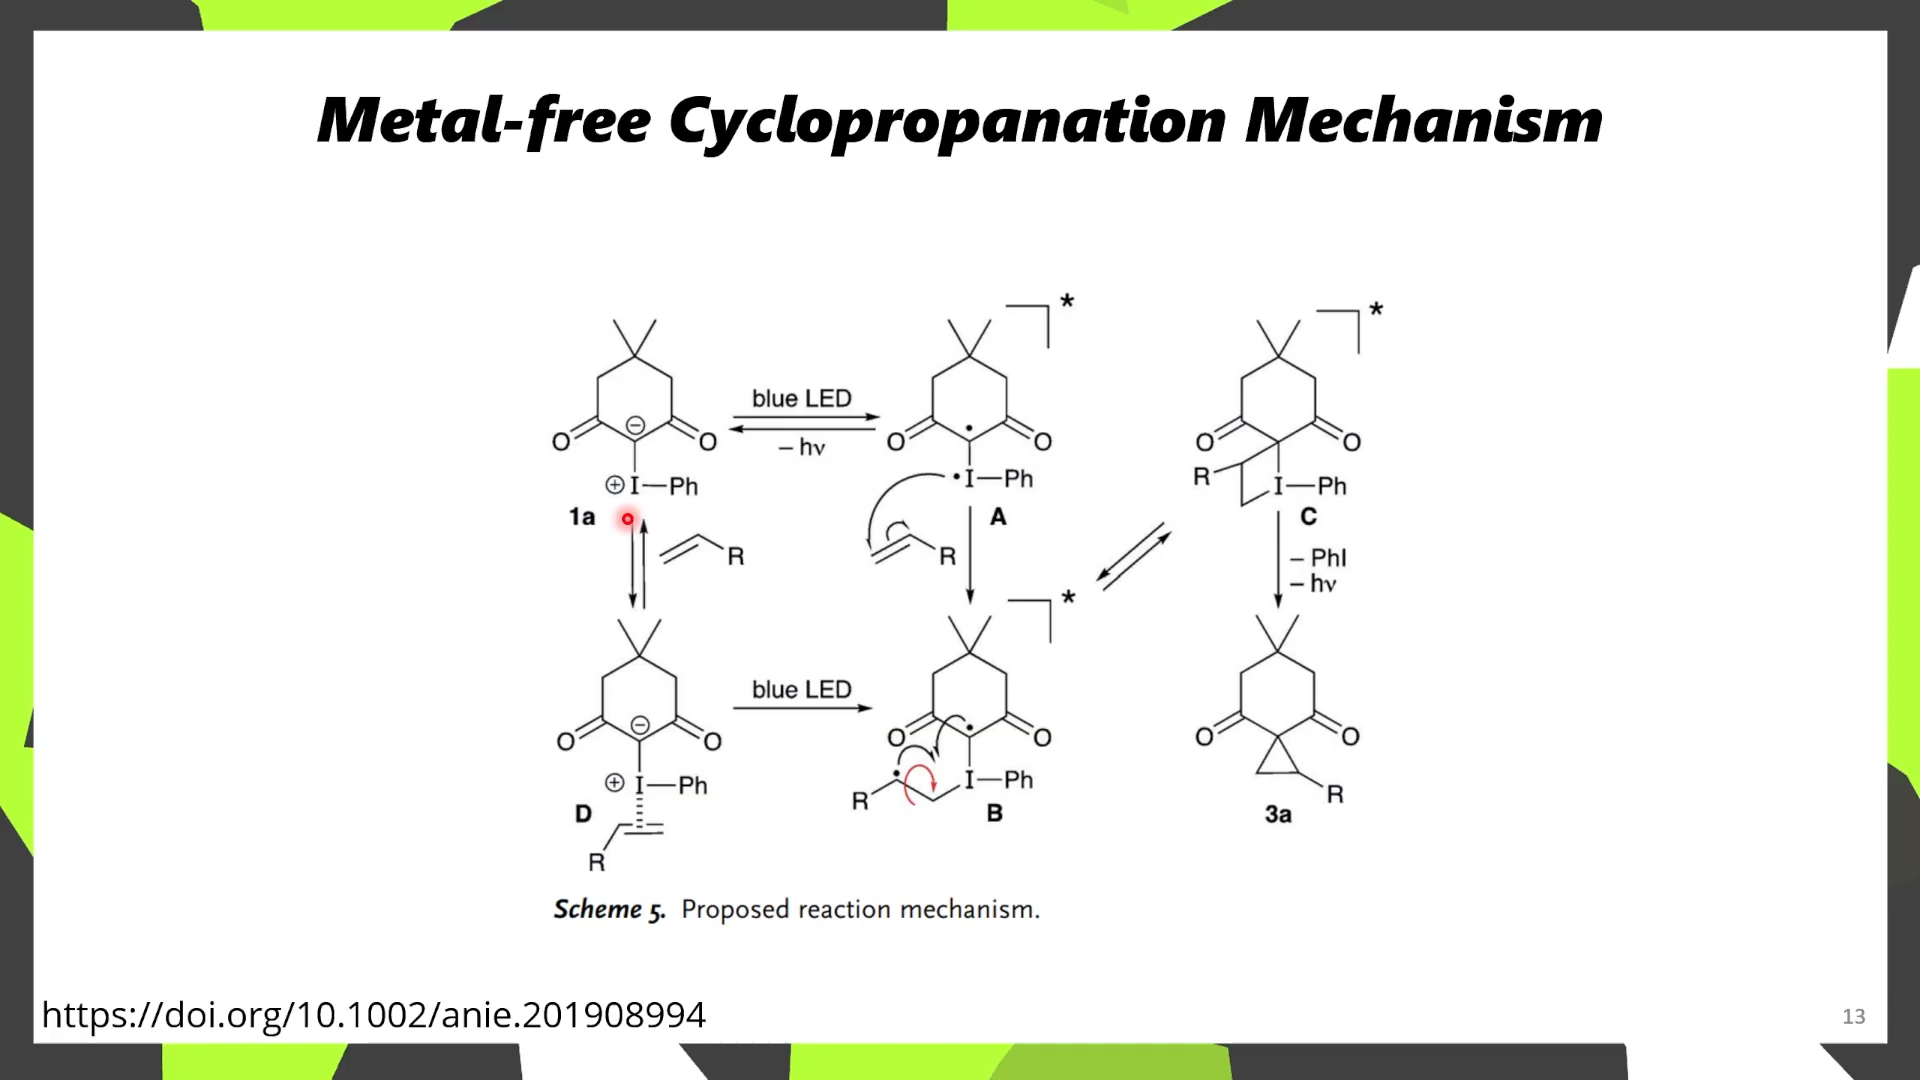 Metal-free Cyclopropanation Mechanism
*
*
blue LED
– hν
O
⊖
O
⊕ I—Ph
1a
R
O
O
•I—Ph
A
R
O
O
R
I—Ph
C
– PhI
– hν
*
blue LED
O
⊖
O
⊕ I—Ph
D
R
O
O
I—Ph
R
B
O
O
R
3a
Scheme 5. Proposed reaction mechanism.
https://doi.org/10.1002/anie.201908994
13